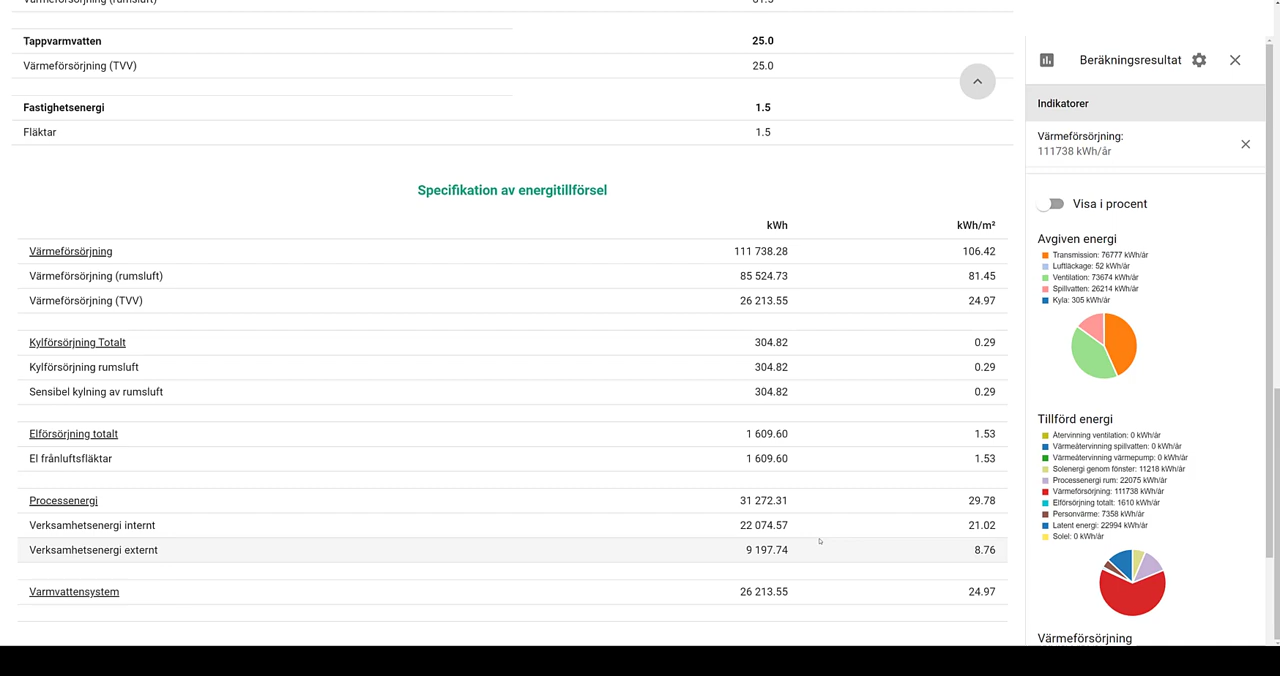 Värmeförsörjning (rumsluft) 81.5
Tappvarmvatten 25.0
Värmeförsörjning (TVV) 25.0
Fastighetsenergi 1.5
Fläktar 1.5
Specifikation av energitillförsel
kWh kWh/m²
Värmeförsörjning 111 738.28 106.42
Värmeförsörjning (rumsluft) 85 524.73 81.45
Värmeförsörjning (TVV) 26 213.55 24.97
Kylförsörjning Totalt 304.82 0.29
Kylförsörjning rumsluft 304.82 0.29
Sensibel kylning av rumsluft 304.82 0.29
Elförsörjning totalt 1 609.60 1.53
El frånluftsfläktar 1 609.60 1.53
Processenergi 31 272.31 29.78
Verksamhetsenergi internt 22 074.57 21.02
Verksamhetsenergi externt 9 197.74 8.76
Varmvattensystem 26 213.55 24.97
Beräkningsresultat
Indikatorer
Värmeförsörjning:
111738 kWh/år
Visa i procent
Avgiven energi
Transmission: 76777 kWh/år
Luftläckage: 52 kWh/år
Ventilation: 73674 kWh/år
Spillvatten: 26214 kWh/år
Kyla: 305 kWh/år
Tillförd energi
Återvinning ventilation: 0 kWh/år
Värmeåtervinning spillvatten: 0 kWh/år
Värmeåtervinning värmepump: 0 kWh/år
Solenergi genom fönster: 11218 kWh/år
Processenergi rum: 22075 kWh/år
Värmeförsörjning: 111738 kWh/år
Elförsörjning totalt: 1610 kWh/år
Personvärme: 7358 kWh/år
Latent energi: 22994 kWh/år
Solel: 0 kWh/år
Värmeförsörjning